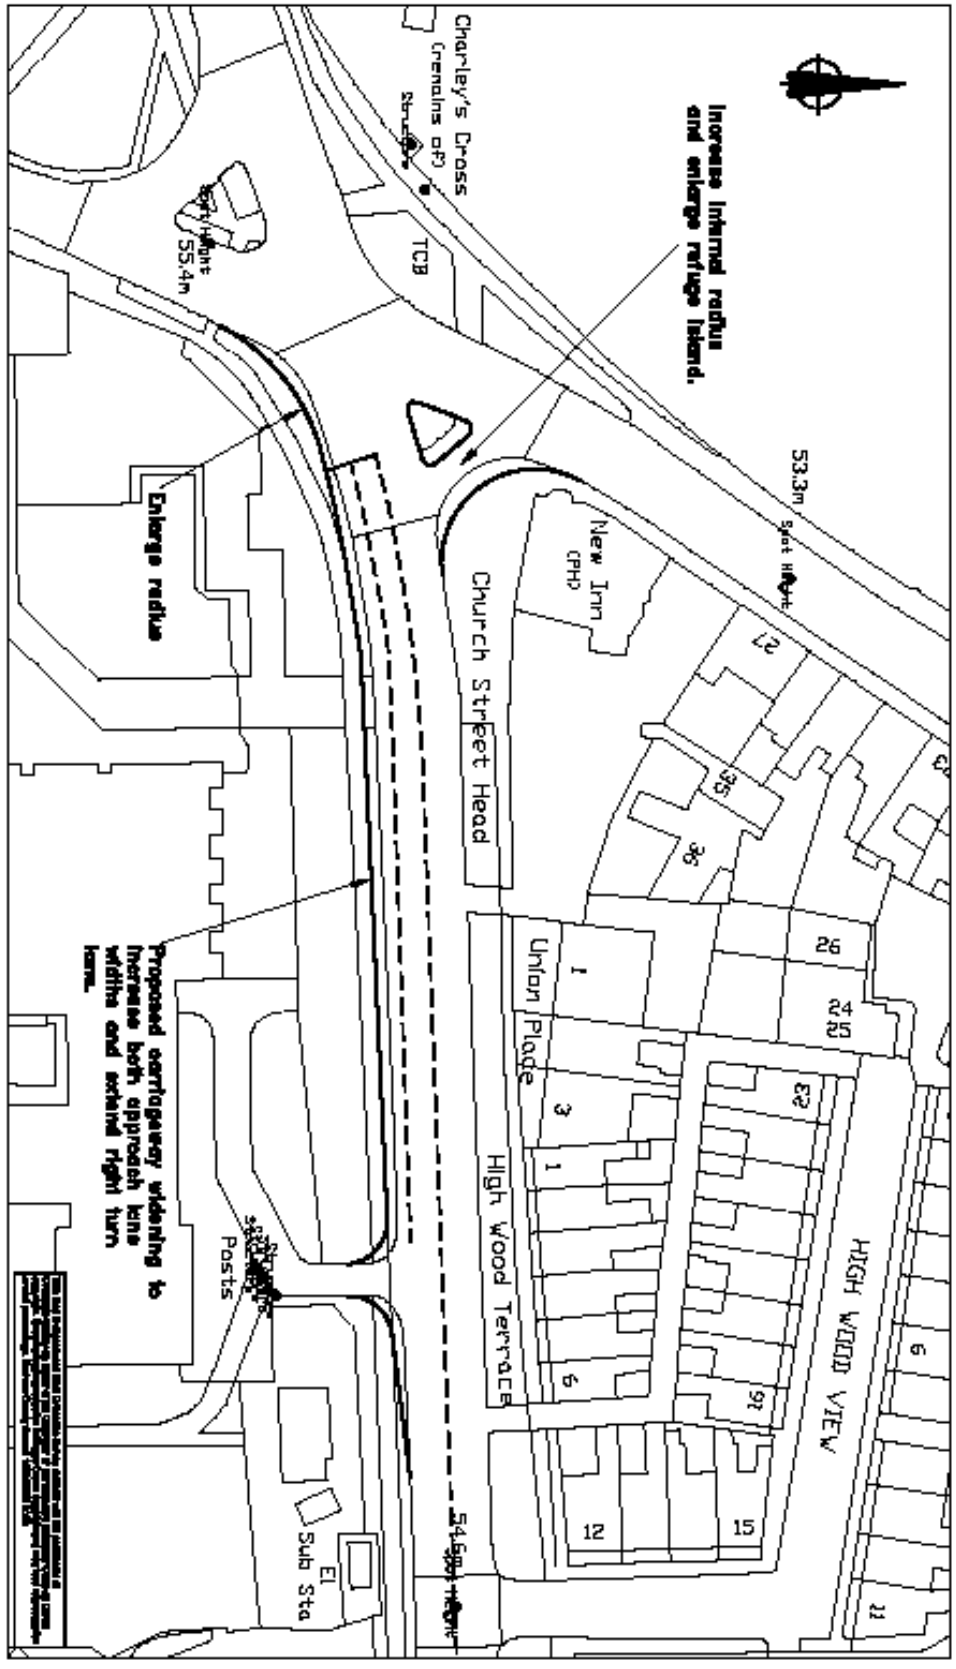 Charley's Cross
(remains of)
Structure
Increase internal radius
and enlarge refuge island.
TCB
Spot Height
55.4m
53.3m
Spot Height
New Inn
(PH)
Church Street Head
Enlarge radius
27
35
36
Union Place
1
3
26
24
25
23
1
High Wood Terrace
6
16
HIGH WOOD VIEW
6
12
15
11
Proposed carriageway widening to
increase both approach lane
widths and extend right turn
lane.
Posts
El
Sub Sta
54.6m
Spot Height